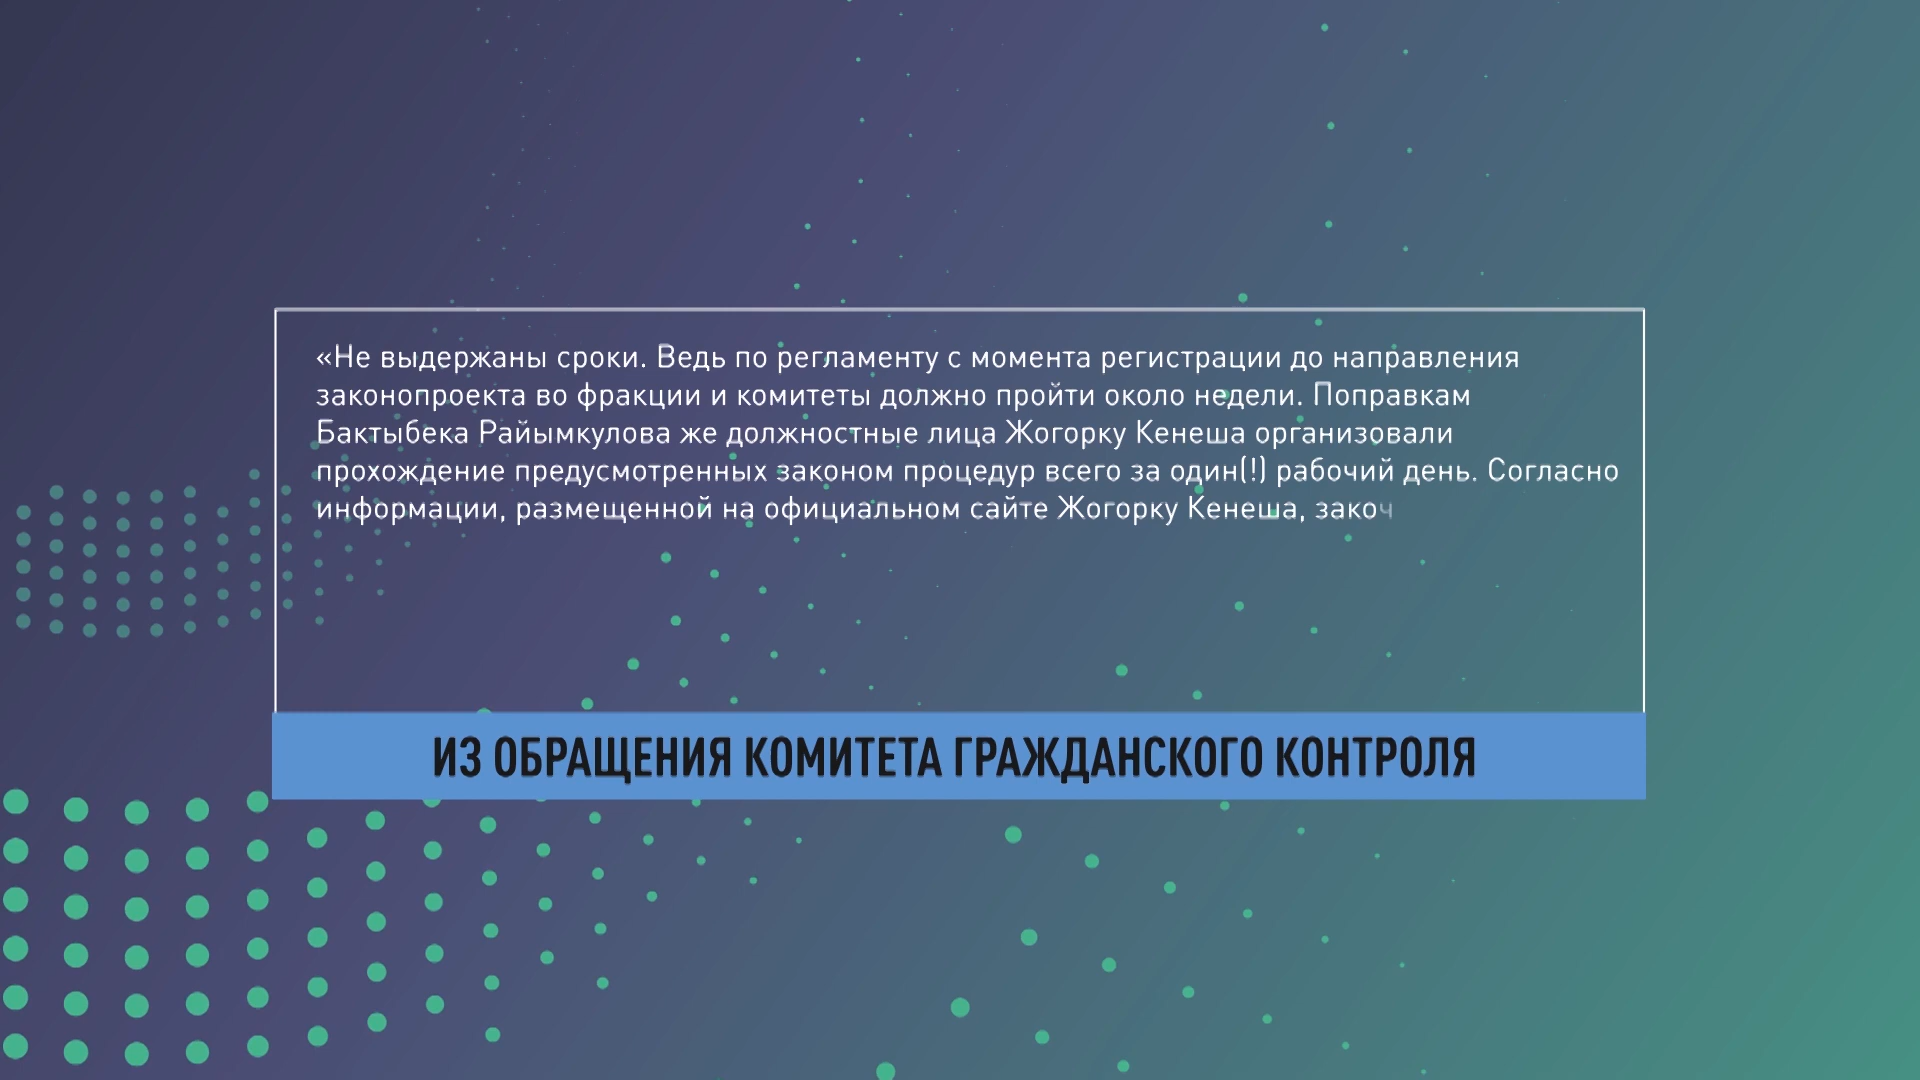 «Не выдержаны сроки. Ведь по регламенту с момента регистрации до направления
законопроекта во фракции и комитеты должно пройти около недели. Поправкам
Бактыбека Райымкулова же должностные лица Жогорку Кенеша организовали
прохождение предусмотренных законом процедур всего за один(!) рабочий день. Согласно
информации, размещенной на официальном сайте Жогорку Кенеша,
ИЗ ОБРАЩЕНИЯ КОМИТЕТА ГРАЖДАНСКОГО КОНТРОЛЯ